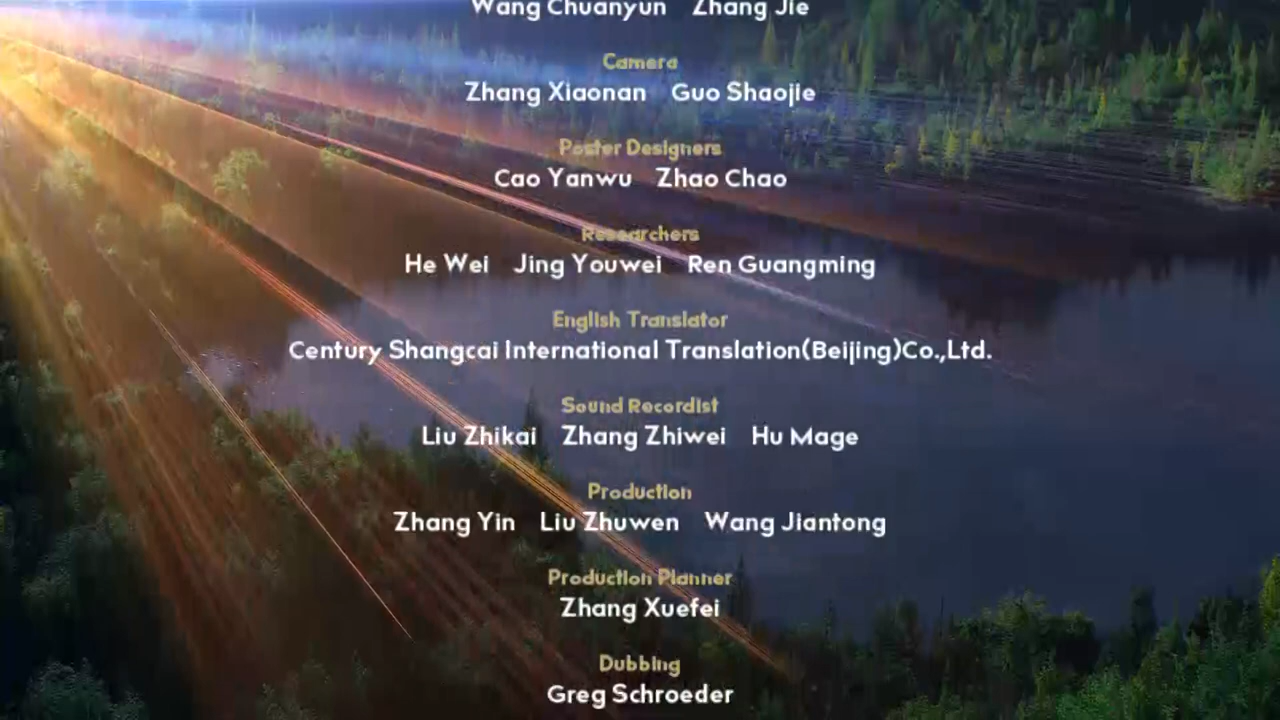 Wang Chuanyun Zhang Jie
Camera
Zhang Xiaonan Guo Shaojie
Poster Designers
Cao Yanwu Zhao Chao
Researchers
He Wei Jing Youwei Ren Guangming
English Translator
Century Shangcai International Translation(Beijing)Co.,Ltd.
Sound Recordist
Liu Zhikai Zhang Zhiwei Hu Mage
Production
Zhang Yin Liu Zhuwen Wang Jiantong
Production Planner
Zhang Xuefei
Dubbing
Greg Schroeder